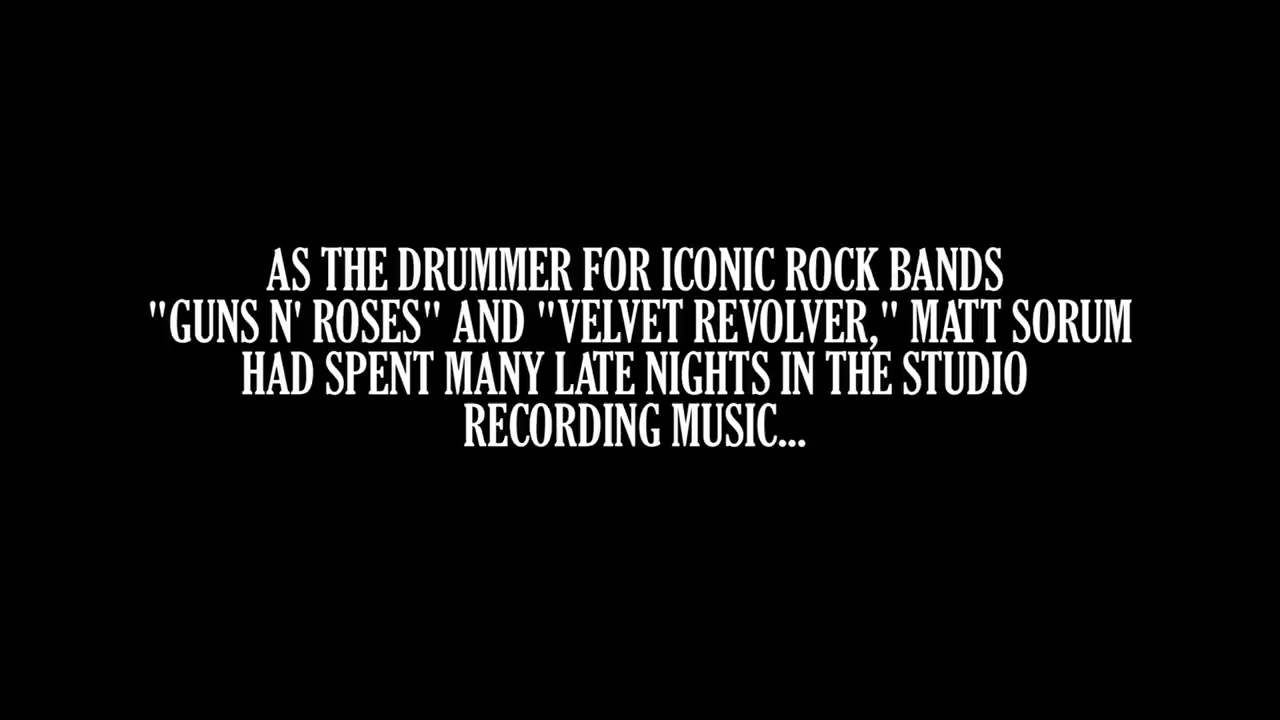 AS THE DRUMMER FOR ICONIC ROCK BANDS
"GUNS N' ROSES" AND "VELVET REVOLVER," MATT SORUM
HAD SPENT MANY LATE NIGHTS IN THE STUDIO
RECORDING MUSIC...